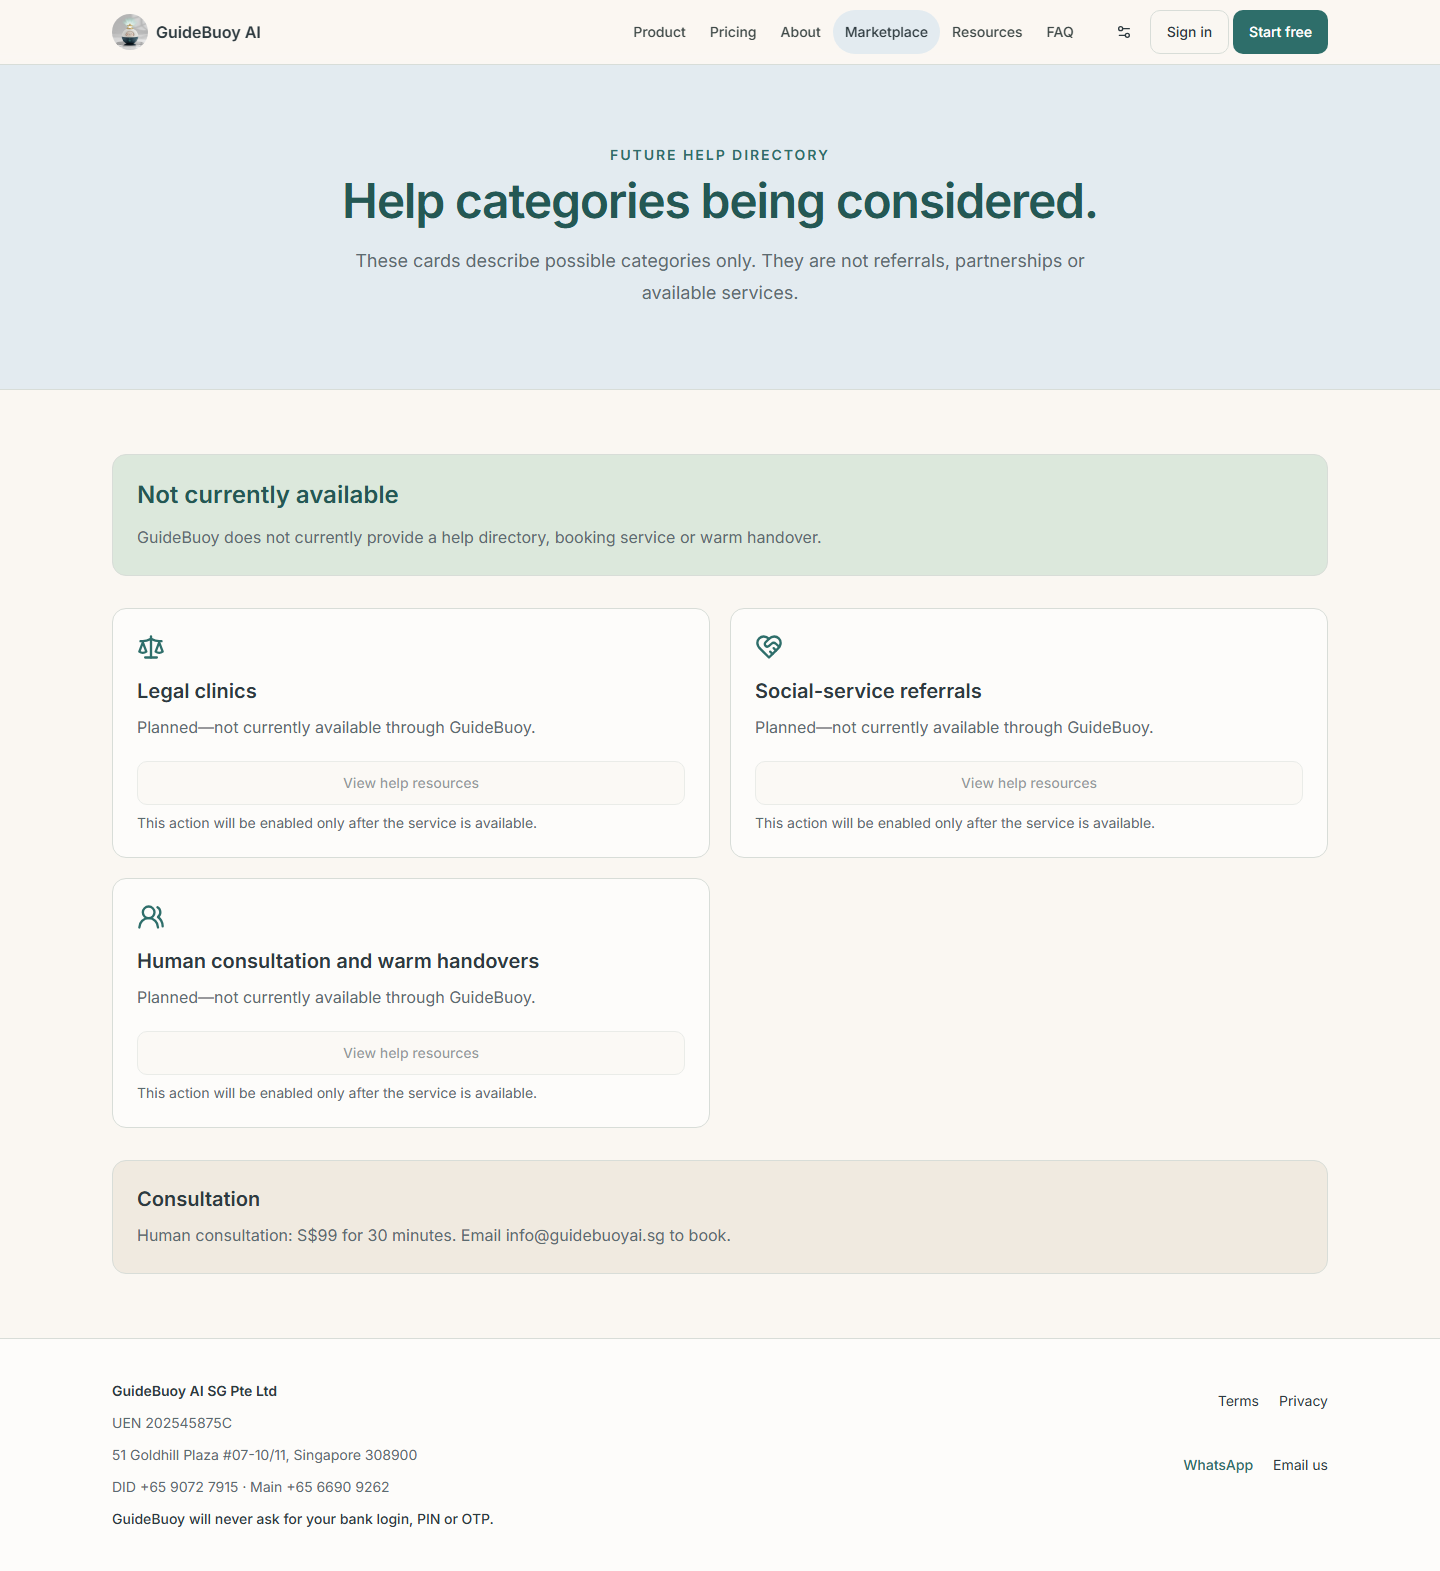 GuideBuoy AI
Product
Pricing
About
Marketplace
Resources
FAQ
Sign in
Start free
FUTURE HELP DIRECTORY
Help categories being considered.
These cards describe possible categories only. They are not referrals, partnerships or
available services.
Not currently available
GuideBuoy does not currently provide a help directory, booking service or warm handover.
Legal clinics
Planned—not currently available through GuideBuoy.
View help resources
This action will be enabled only after the service is available.
Social-service referrals
Planned—not currently available through GuideBuoy.
View help resources
This action will be enabled only after the service is available.
Human consultation and warm handovers
Planned—not currently available through GuideBuoy.
View help resources
This action will be enabled only after the service is available.
Consultation
Human consultation: S$99 for 30 minutes. Email info@guidebuoyai.sg to book.
GuideBuoy AI SG Pte Ltd
UEN 202545875C
51 Goldhill Plaza #07-10/11, Singapore 308900
DID +65 9072 7915 · Main +65 6690 9262
GuideBuoy will never ask for your bank login, PIN or OTP.
Terms
Privacy
WhatsApp
Email us